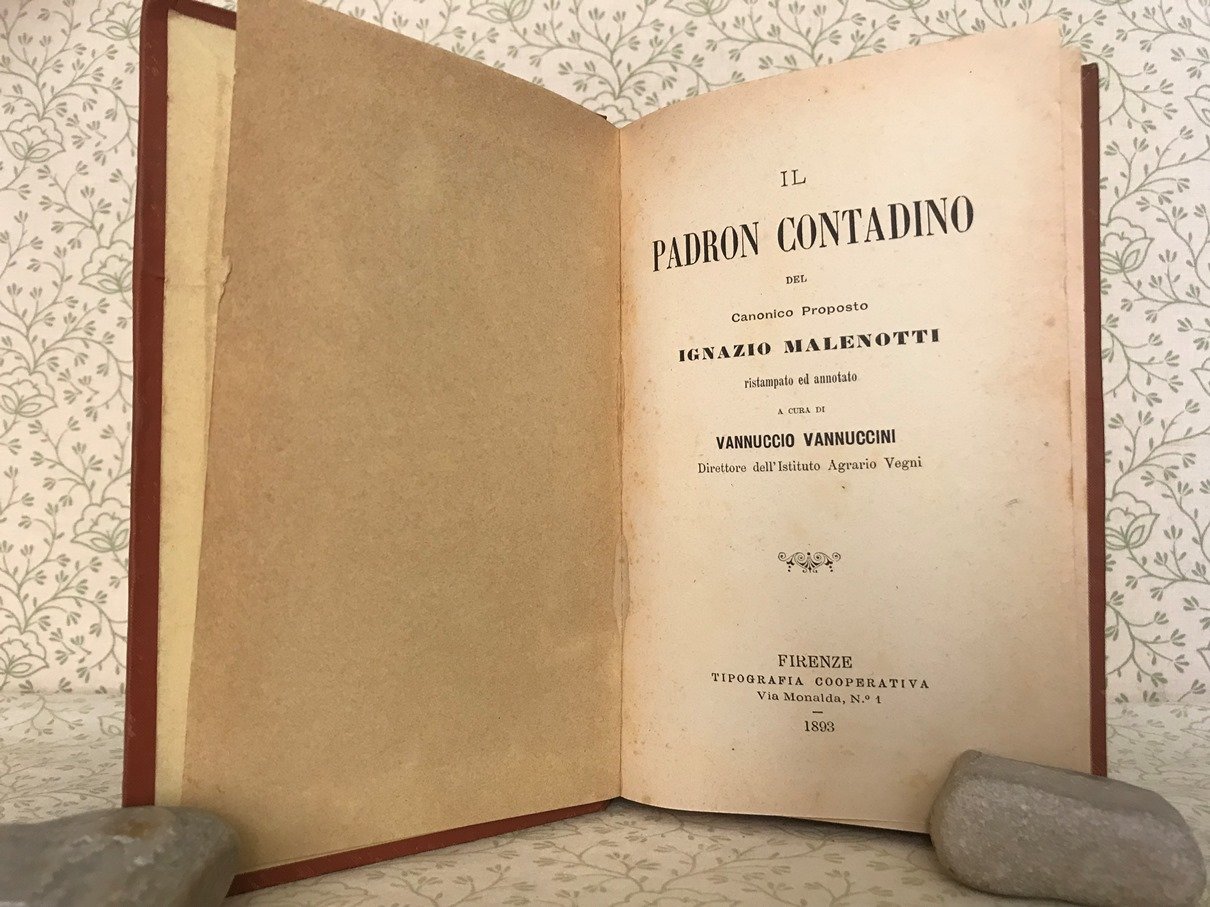 IL
PADRON CONTADINO
DEL
Canonico Proposto
IGNAZIO MALENOTTI
ristampato ed annotato
A CURA DI
VANNUCCIO VANNUCCINI
Direttore dell'Istituto Agrario Vegni
FIRENZE
TIPOGRAFIA COOPERATIVA
Via Monalda, N.º 1
—
1893